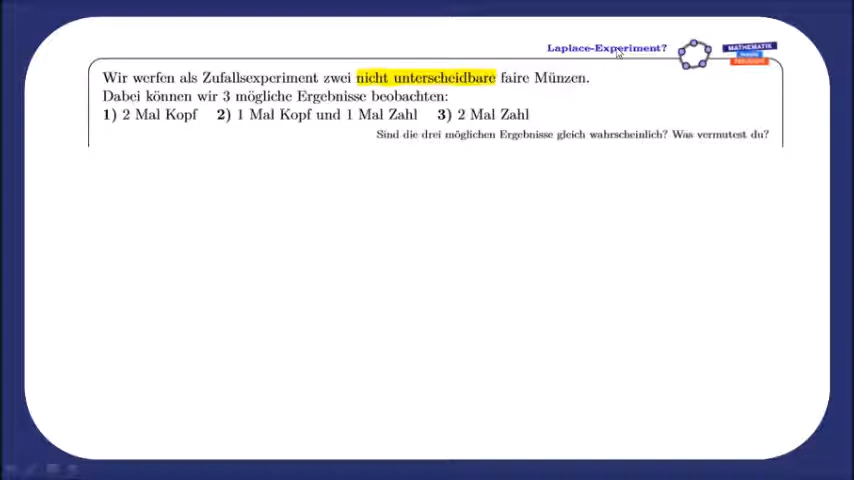 Laplace-Experiment?
MATHEMATIK
Wir werfen als Zufallsexperiment zwei nicht unterscheidbare faire Münzen.
Dabei können wir 3 mögliche Ergebnisse beobachten:
1) 2 Mal Kopf 2) 1 Mal Kopf und 1 Mal Zahl 3) 2 Mal Zahl
Sind die drei möglichen Ergebnisse gleich wahrscheinlich? Was vermutest du?